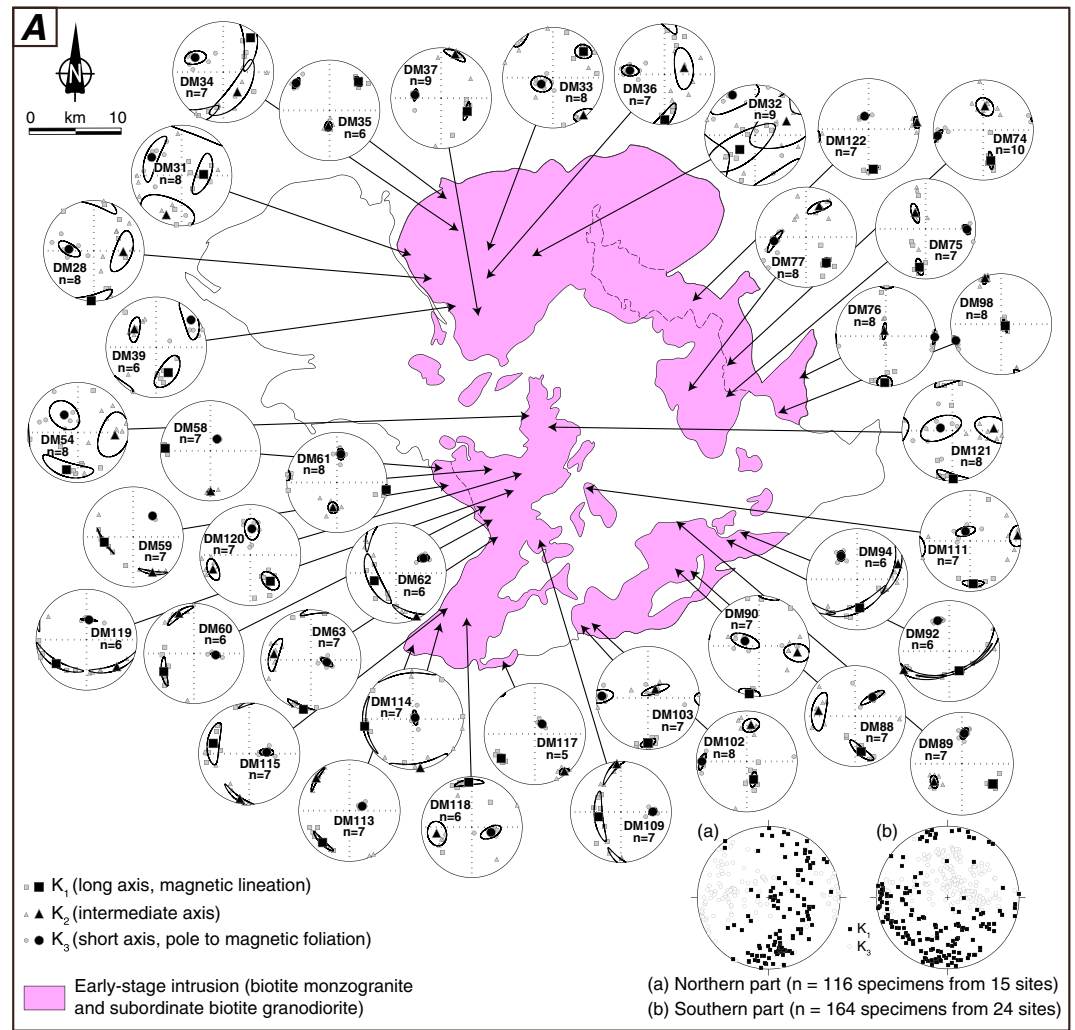 A
N
0 km 10
DM34
n=7
DM35
n=6
DM37
n=9
DM33
n=8
DM36
n=7
DM32
n=9
DM122
n=7
DM74
n=10
DM31
n=8
DM28
n=8
DM77
n=8
DM75
n=7
DM39
n=6
DM76
n=8
DM98
n=8
DM54
n=8
DM58
n=7
DM61
n=8
DM121
n=8
DM59
n=7
DM120
n=7
DM62
n=6
DM94
n=6
DM111
n=7
DM119
n=6
DM60
n=6
DM63
n=7
DM90
n=7
DM92
n=6
DM115
n=7
DM114
n=7
DM117
n=5
DM103
n=7
DM102
n=8
DM88
n=7
DM89
n=7
DM113
n=7
DM118
n=6
DM109
n=7
(a)
(b)
K1
K3
K1 (long axis, magnetic lineation)
K2 (intermediate axis)
K3 (short axis, pole to magnetic foliation)
Early-stage intrusion (biotite monzogranite
and subordinate biotite granodiorite)
(a) Northern part (n = 116 specimens from 15 sites)
(b) Southern part (n = 164 specimens from 24 sites)